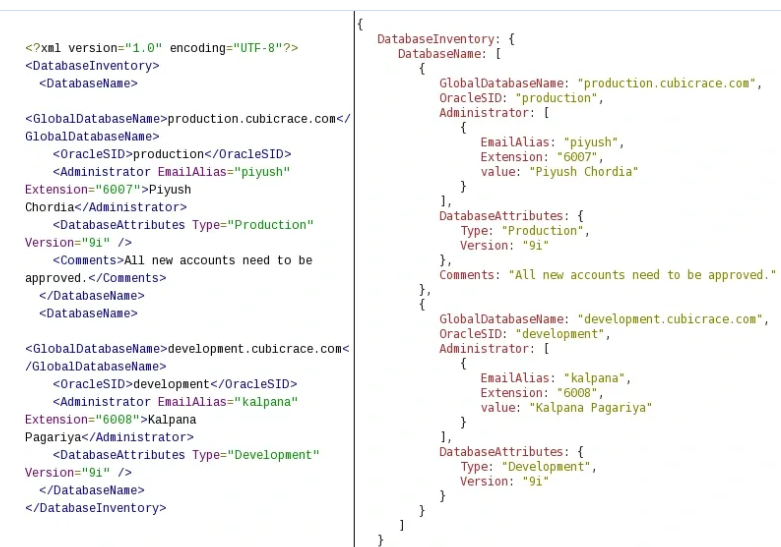 <?xml version="1.0" encoding="UTF-8"?>
<DatabaseInventory>
<DatabaseName>
<GlobalDatabaseName>production.cubicrace.com</
GlobalDatabaseName>
<OracleSID>production</OracleSID>
<Administrator EmailAlias="piyush"
Extension="6007">Piyush
Chordia</Administrator>
<DatabaseAttributes Type="Production"
Version="9i" />
<Comments>All new accounts need to be
approved.</Comments>
</DatabaseName>
<DatabaseName>
<GlobalDatabaseName>development.cubicrace.com<
/GlobalDatabaseName>
<OracleSID>development</OracleSID>
<Administrator EmailAlias="kalpana"
Extension="6008">Kalpana
Pagariya</Administrator>
<DatabaseAttributes Type="Development"
Version="9i" />
</DatabaseName>
</DatabaseInventory>
{
DatabaseInventory: {
DatabaseName: [
{
GlobalDatabaseName: "production.cubicrace.com",
OracleSID: "production",
Administrator: [
{
EmailAlias: "piyush",
Extension: "6007",
value: "Piyush Chordia"
}
],
DatabaseAttributes: {
Type: "Production",
Version: "9i"
},
Comments: "All new accounts need to be approved."
},
{
GlobalDatabaseName: "development.cubicrace.com",
OracleSID: "development",
Administrator: [
{
EmailAlias: "kalpana",
Extension: "6008",
value: "Kalpana Pagariya"
}
],
DatabaseAttributes: {
Type: "Development",
Version: "9i"
}
}
]
}